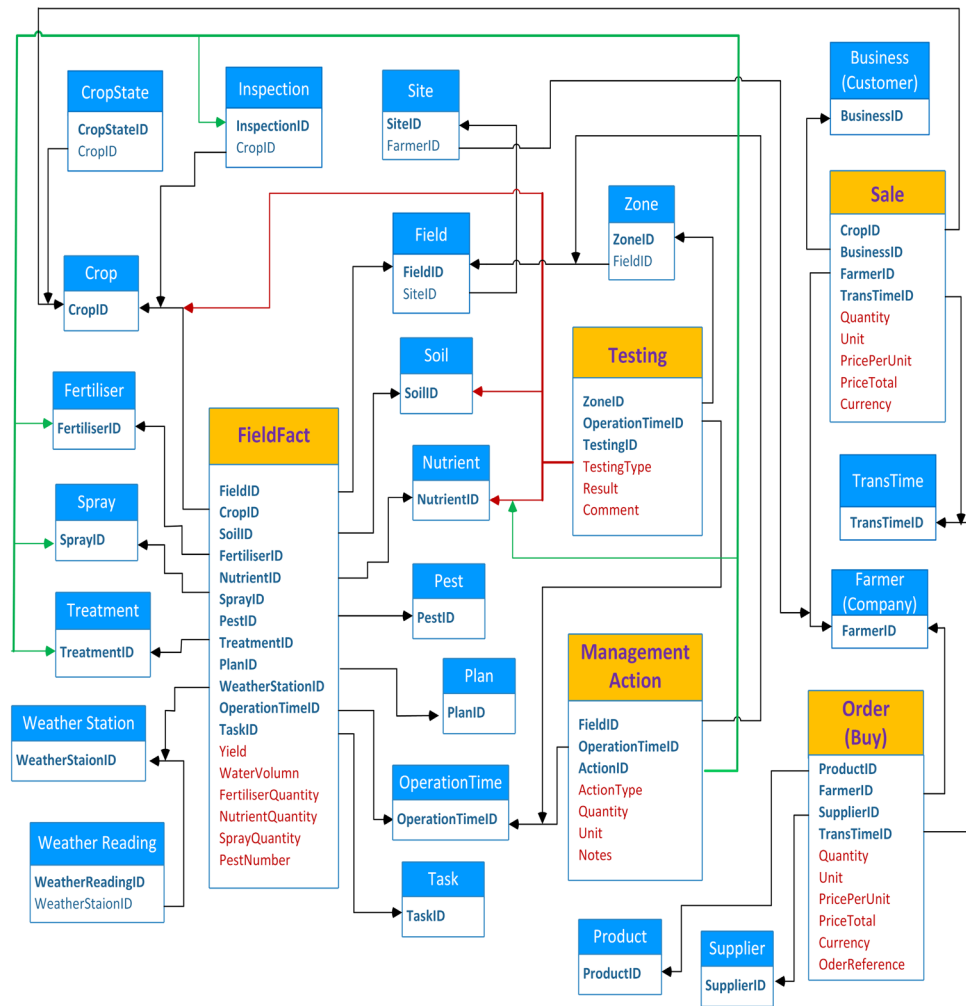 CropState
CropStateID
CropID
Inspection
InspectionID
CropID
Site
SiteID
FarmerID
Business
(Customer)
BusinessID
Sale
CropID
BusinessID
FarmerID
TransTimeID
Quantity
Unit
PricePerUnit
PriceTotal
Currency
Zone
ZoneID
FieldID
Field
FieldID
SiteID
Crop
CropID
Soil
SoilID
Testing
ZoneID
OperationTimeID
TestingID
TestingType
Result
Comment
Fertiliser
FertiliserID
FieldFact
FieldID
CropID
SoilID
FertiliserID
NutrientID
SprayID
PestID
TreatmentID
PlanID
WeatherStationID
OperationTimeID
TaskID
Yield
WaterVolumn
FertiliserQuantity
NutrientQuantity
SprayQuantity
PestNumber
Nutrient
NutrientID
TransTime
TransTimeID
Spray
SprayID
Pest
PestID
Farmer
(Company)
FarmerID
Treatment
TreatmentID
Plan
PlanID
Management
Action
FieldID
OperationTimeID
ActionID
ActionType
Quantity
Unit
Notes
Order
(Buy)
ProductID
FarmerID
SupplierID
TransTimeID
Quantity
Unit
PricePerUnit
PriceTotal
Currency
OderReference
Weather Station
WeatherStaionID
OperationTime
OperationTimeID
Weather Reading
WeatherReadingID
WeatherStaionID
Task
TaskID
Product
ProductID
Supplier
SupplierID